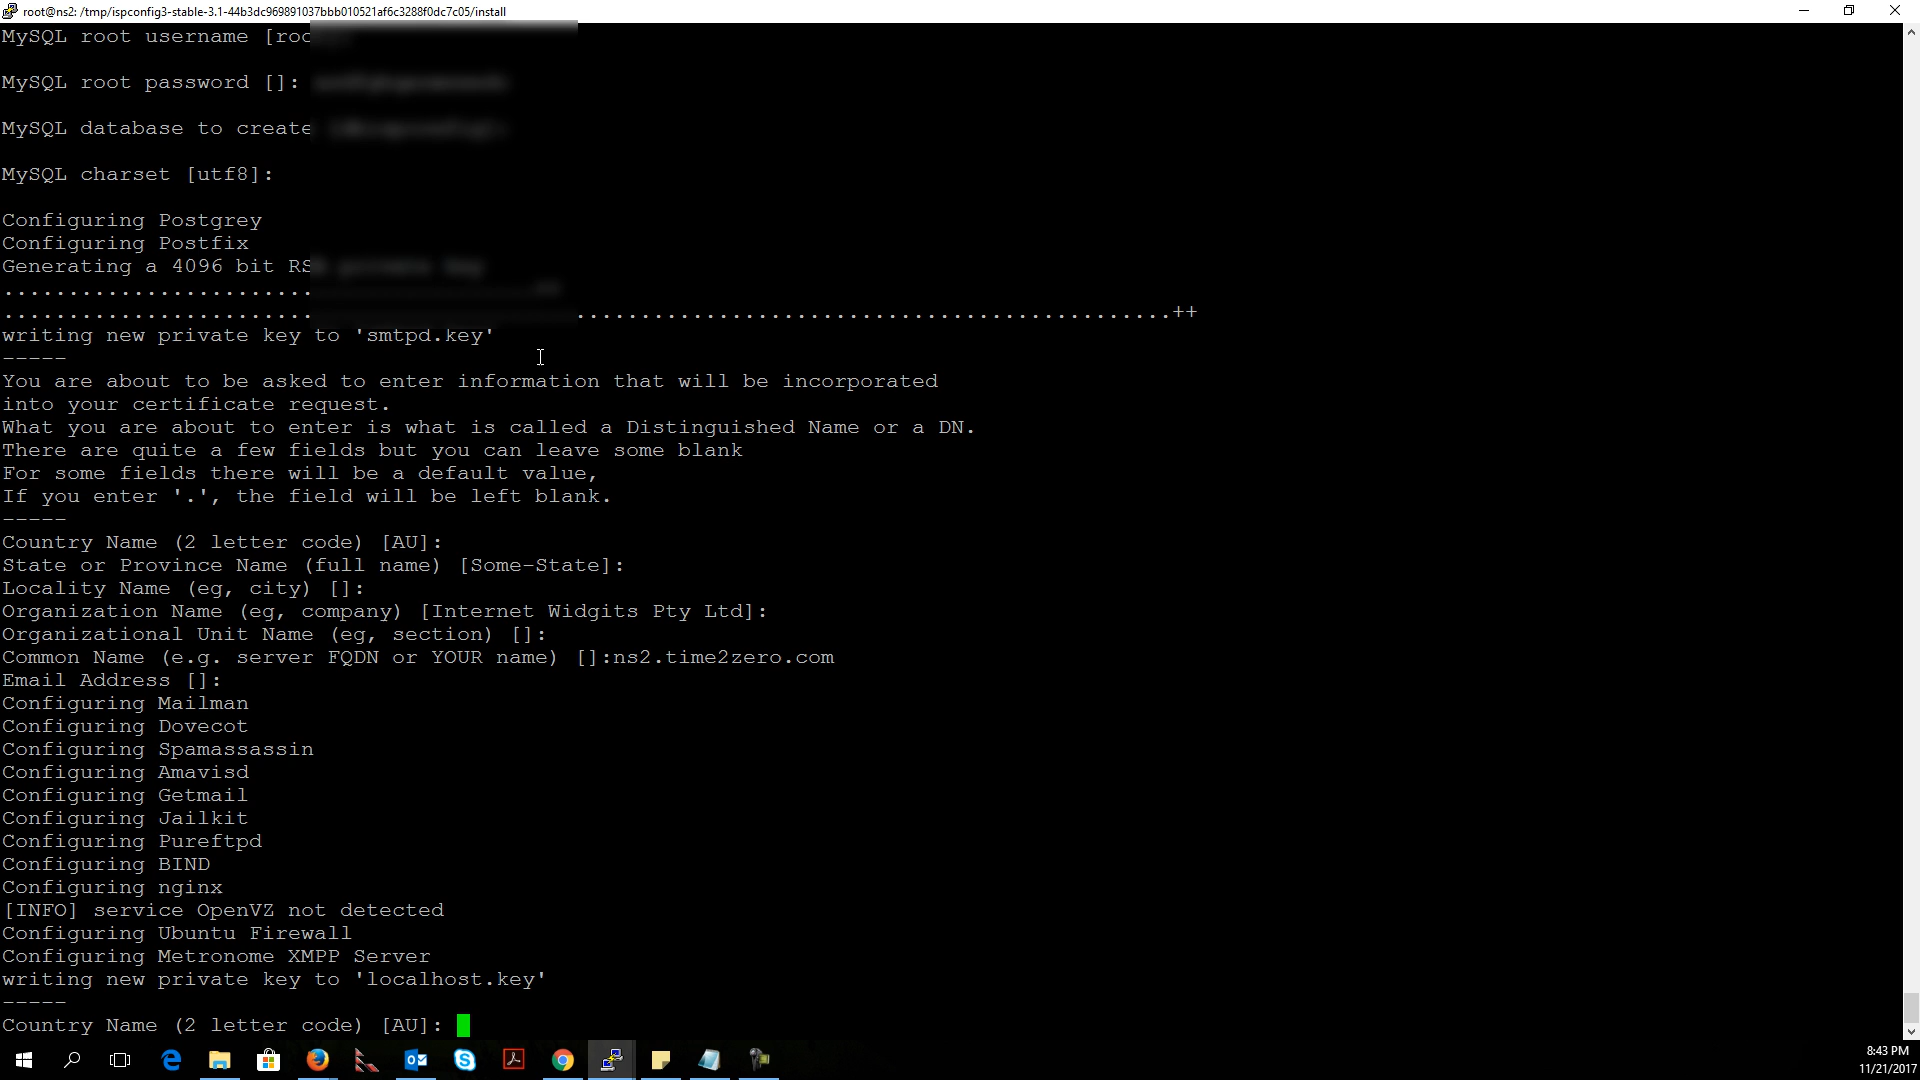 root@ns2: /tmp/ispconfig3-stable-3.1-44b3dc969891037bbb010521af6c3288f0dc7c05/install
MySQL root username [roo
MySQL root password []:
MySQL database to create
MySQL charset [utf8]:
Configuring Postgrey
Configuring Postfix
Generating a 4096 bit RSA private key
........................................++
..........................................................................................++
writing new private key to 'smtpd.key'
-----
You are about to be asked to enter information that will be incorporated
into your certificate request.
What you are about to enter is what is called a Distinguished Name or a DN.
There are quite a few fields but you can leave some blank
For some fields there will be a default value,
If you enter '.', the field will be left blank.
-----
Country Name (2 letter code) [AU]:
State or Province Name (full name) [Some-State]:
Locality Name (eg, city) []:
Organization Name (eg, company) [Internet Widgits Pty Ltd]:
Organizational Unit Name (eg, section) []:
Common Name (e.g. server FQDN or YOUR name) []:ns2.time2zero.com
Email Address []:
Configuring Mailman
Configuring Dovecot
Configuring Spamassassin
Configuring Amavisd
Configuring Getmail
Configuring Jailkit
Configuring Pureftpd
Configuring BIND
Configuring nginx
[INFO] service OpenVZ not detected
Configuring Ubuntu Firewall
Configuring Metronome XMPP Server
writing new private key to 'localhost.key'
-----
Country Name (2 letter code) [AU]:
8:43 PM
11/21/2017